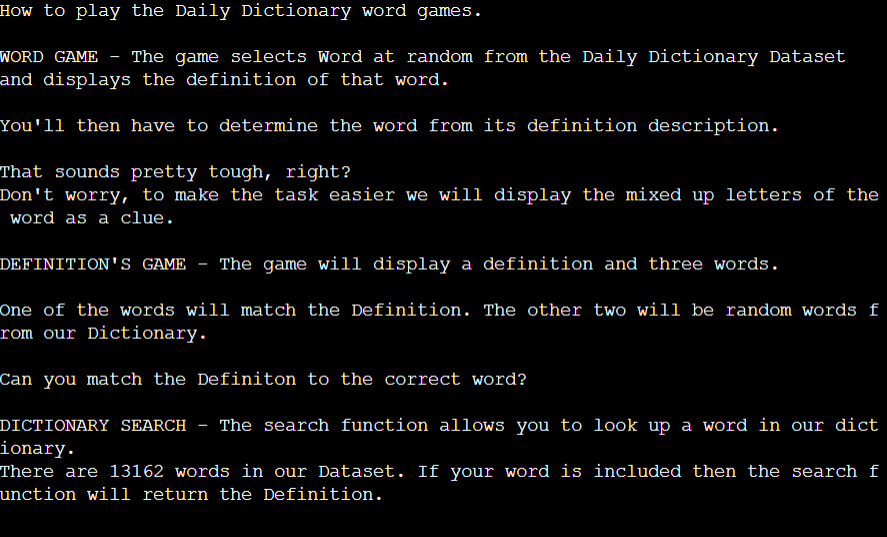 How to play the Daily Dictionary word games.
WORD GAME - The game selects Word at random from the Daily Dictionary Dataset
and displays the definition of that word.
You'll then have to determine the word from its definition description.
That sounds pretty tough, right?
Don't worry, to make the task easier we will display the mixed up letters of the
 word as a clue.
DEFINITION'S GAME - The game will display a definition and three words.
One of the words will match the Definition. The other two will be random words f
rom our Dictionary.
Can you match the Definiton to the correct word?
DICTIONARY SEARCH - The search function allows you to look up a word in our dict
ionary.
There are 13162 words in our Dataset. If your word is included then the search f
unction will return the Definition.